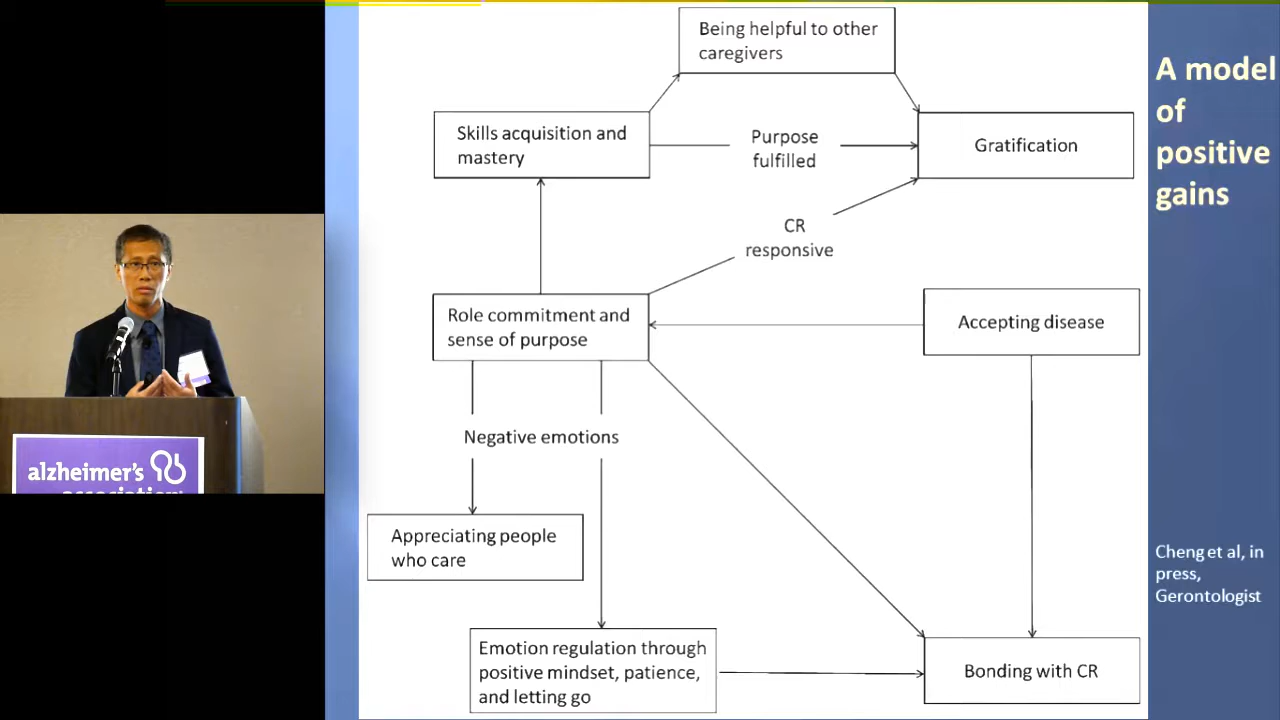 Being helpful to other
caregivers
A model
of
positive
gains
Skills acquisition and
mastery
Purpose
fulfilled
Gratification
CR
responsive
Role commitment and
sense of purpose
Accepting disease
Negative emotions
alzheimer's
association
Appreciating people
who care
Cheng et al, in
press,
Gerontologist
Emotion regulation through
positive mindset, patience,
and letting go
Bonding with CR